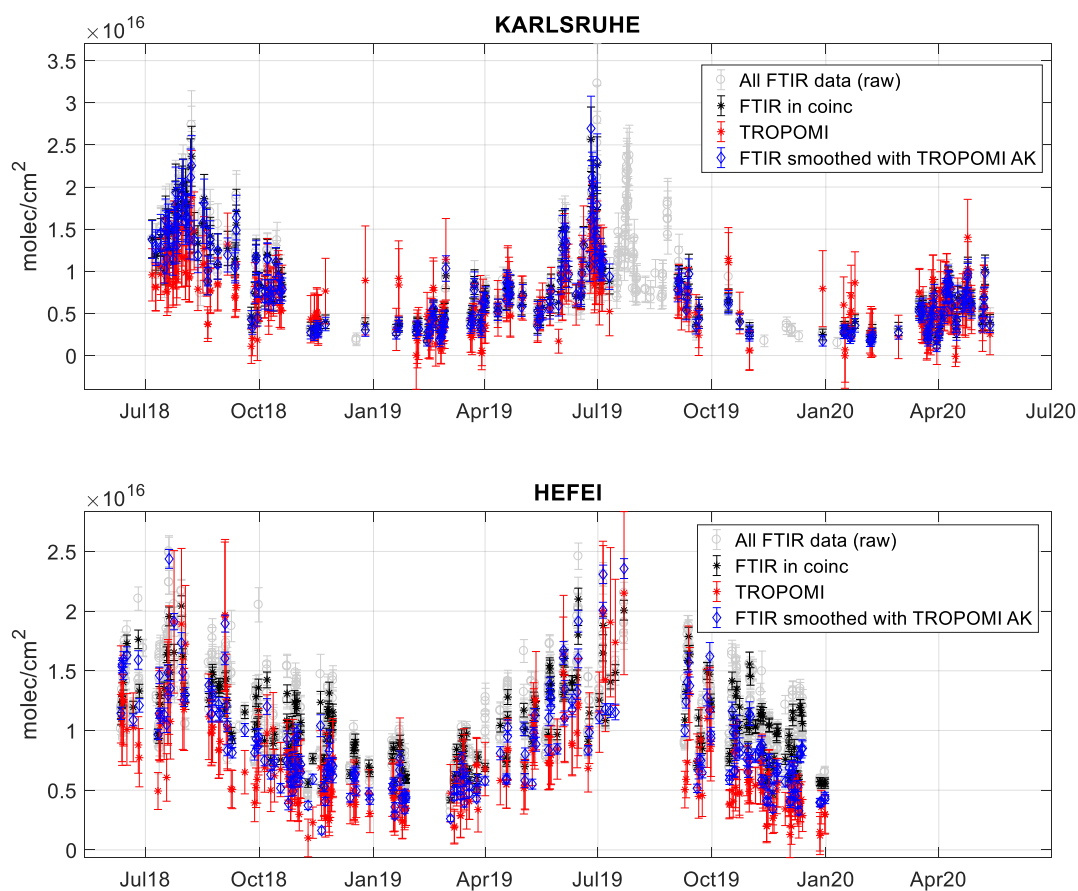 KARLSRUHE
×10^16
3.5
3
2.5
2
1.5
1
0.5
0
molec/cm^2
All FTIR data (raw)
FTIR in coinc
TROPOMI
FTIR smoothed with TROPOMI AK
Jul18 Oct18 Jan19 Apr19 Jul19 Oct19 Jan20 Apr20 Jul20
HEFEI
×10^16
2.5
2
1.5
1
0.5
0
molec/cm^2
All FTIR data (raw)
FTIR in coinc
TROPOMI
FTIR smoothed with TROPOMI AK
Jul18 Oct18 Jan19 Apr19 Jul19 Oct19 Jan20 Apr20